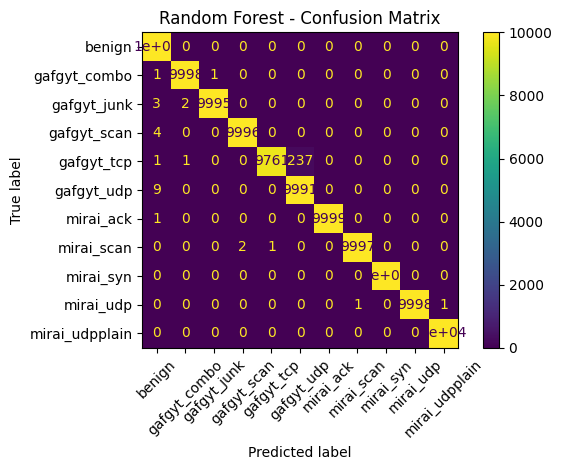 Random Forest - Confusion Matrix
True label
benign 1e+0 0 0 0 0 0 0 0 0 0 0
gafgyt_combo 1 9998 1 0 0 0 0 0 0 0 0
gafgyt_junk 3 2 9995 0 0 0 0 0 0 0 0
gafgyt_scan 4 0 0 9996 0 0 0 0 0 0 0
gafgyt_tcp 1 1 0 0 9761 237 0 0 0 0 0
gafgyt_udp 9 0 0 0 0 9991 0 0 0 0 0
mirai_ack 1 0 0 0 0 0 9999 0 0 0 0
mirai_scan 0 0 0 2 1 0 0 9997 0 0 0
mirai_syn 0 0 0 0 0 0 0 0 e+0 0 0
mirai_udp 0 0 0 0 0 0 0 1 0 9998 1
mirai_udpplain 0 0 0 0 0 0 0 0 0 0 e+04
benign gafgyt_combo gafgyt_junk gafgyt_scan gafgyt_tcp gafgyt_udp mirai_ack mirai_scan mirai_syn mirai_udp mirai_udpplain
Predicted label
10000
8000
6000
4000
2000
0